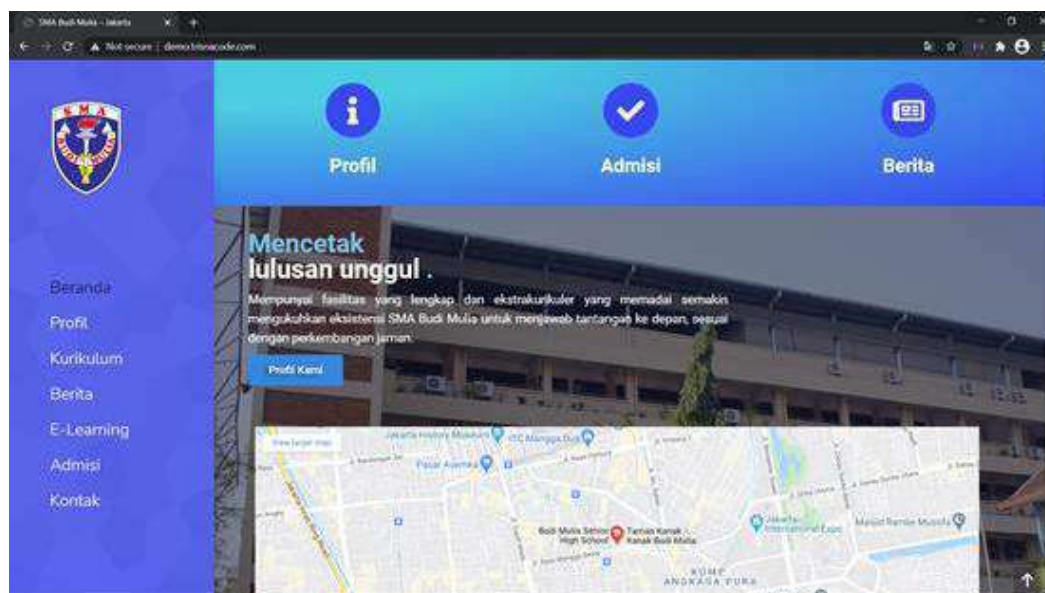 SMA Budi Mulia - Jakarta
Not secure | demo.trisnacode.com
SMA
BUDI MULIA
Profil
Admisi
Berita
Beranda
Profil
Kurikulum
Berita
E-Learning
Admisi
Kontak
Mencetak
lulusan unggul .
Mempunyai fasilitas yang lengkap dan ekstrakurikuler yang memadai semakin
mengukuhkan eksistensi SMA Budi Mulia untuk menjawab tantangan ke depan, sesuai
dengan perkembangan jaman.
Profil Kami
View larger map
Jakarta History Museum
ITC Mangga Dua
Pasar Asemka
Budi Mulia Senior
High School
Taman Kanak -
Kanak Budi Mulia
Jakarta
International Expo
Masjid Ramlie Musofa
KOMP.
ANGKASA PURA